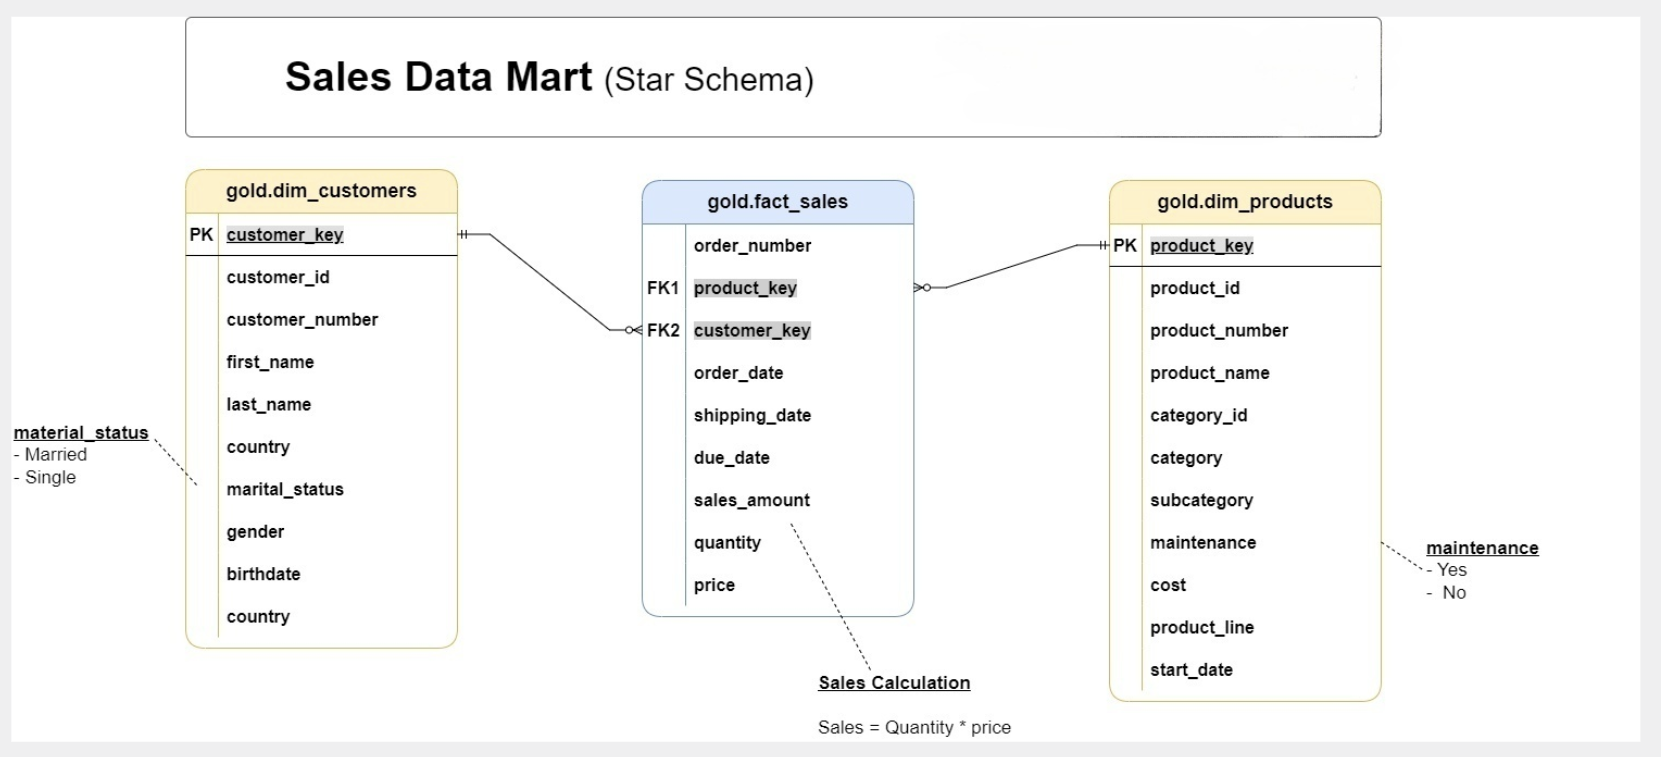 Sales Data Mart (Star Schema)
gold.dim_customers
PK customer_key
customer_id
customer_number
first_name
last_name
country
marital_status
gender
birthdate
country
material_status
- Married
- Single
gold.fact_sales
order_number
FK1 product_key
FK2 customer_key
order_date
shipping_date
due_date
sales_amount
quantity
price
Sales Calculation
Sales = Quantity * price
gold.dim_products
PK product_key
product_id
product_number
product_name
category_id
category
subcategory
maintenance
cost
product_line
start_date
maintenance
- Yes
- No